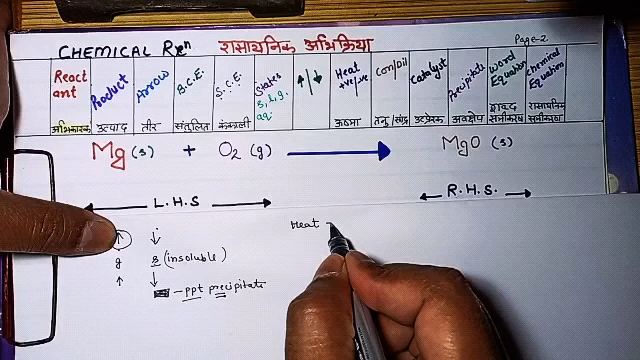 CHEMICAL Rxn रासायनिक अभिक्रिया Page-2
Reactant Product Arrow B.C.E. S.C.E. States s, l, g, aq ↑/↓ Heat +ve/-ve Con/Dil Catalyst Precipitate Word Equation Chemical Equation
अभिकारक उत्पाद तीर संतुलित कंकाली ऊष्मा तनु/सांद्र उत्प्रेरक अवक्षेप शब्द समीकरण रासायनिक समीकरण
Mg (s) + O2 (g) → MgO (s)
L.H.S R.H.S.
↑ ↓ Heat
g s (insoluble)
↑ ↓ - ppt precipitate